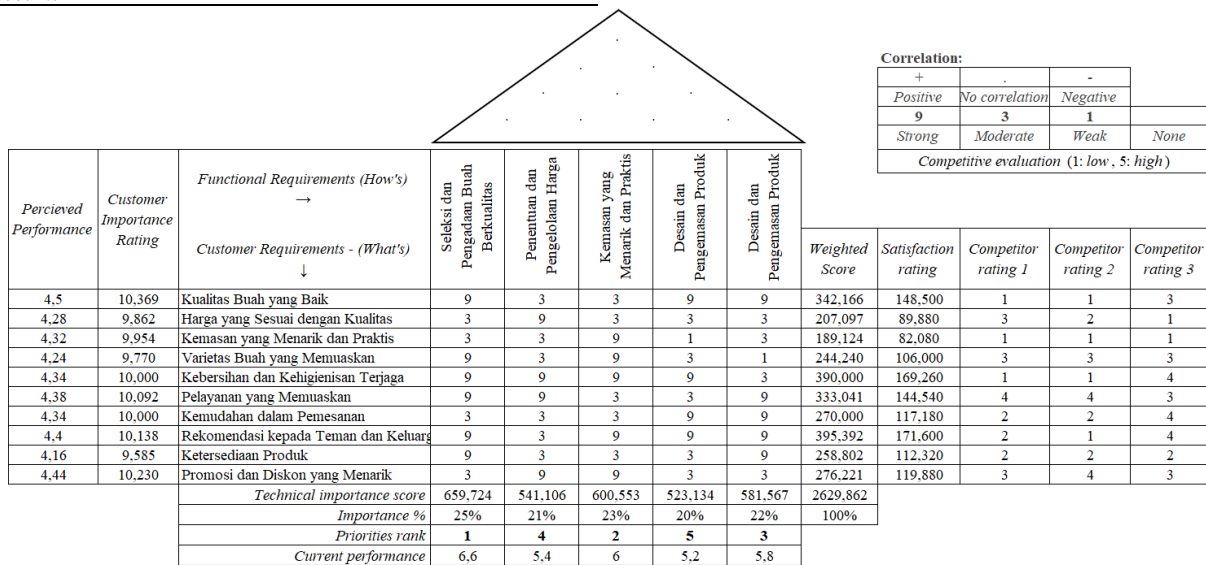 Correlation:
+ . -
Positive No correlation Negative
9 3 1
Strong Moderate Weak None
Competitive evaluation (1: low, 5: high)
Percieved Performance
Customer Importance Rating
Functional Requirements (How's)
→
Customer Requirements - (What's)
↓
Seleksi dan Pengadaan Buah Berkualitas
Penentuan dan Pengelolaan Harga
Kemasan yang Menarik dan Praktis
Desain dan Pengemasan Produk
Desain dan Pengemasan Produk
Weighted Score
Satisfaction rating
Competitor rating 1
Competitor rating 2
Competitor rating 3
4,5 10,369 Kualitas Buah yang Baik 9 3 3 9 9 342,166 148,500 1 1 3
4,28 9,862 Harga yang Sesuai dengan Kualitas 3 9 3 3 3 207,097 89,880 3 2 1
4,32 9,954 Kemasan yang Menarik dan Praktis 3 3 9 1 3 189,124 82,080 1 1 1
4,24 9,770 Varietas Buah yang Memuaskan 9 3 9 3 1 244,240 106,000 3 3 3
4,34 10,000 Kebersihan dan Kehigienisan Terjaga 9 9 9 9 3 390,000 169,260 1 1 4
4,38 10,092 Pelayanan yang Memuaskan 9 9 3 3 9 333,041 144,540 4 4 3
4,34 10,000 Kemudahan dalam Pemesanan 3 3 3 9 9 270,000 117,180 2 2 4
4,4 10,138 Rekomendasi kepada Teman dan Keluarg 9 3 9 9 9 395,392 171,600 2 1 4
4,16 9,585 Ketersediaan Produk 9 3 3 3 9 258,802 112,320 2 2 2
4,44 10,230 Promosi dan Diskon yang Menarik 3 9 9 3 3 276,221 119,880 3 4 3
Technical importance score 659,724 541,106 600,553 523,134 581,567 2629,862
Importance % 25% 21% 23% 20% 22% 100%
Priorities rank 1 4 2 5 3
Current performance 6,6 5,4 6 5,2 5,8